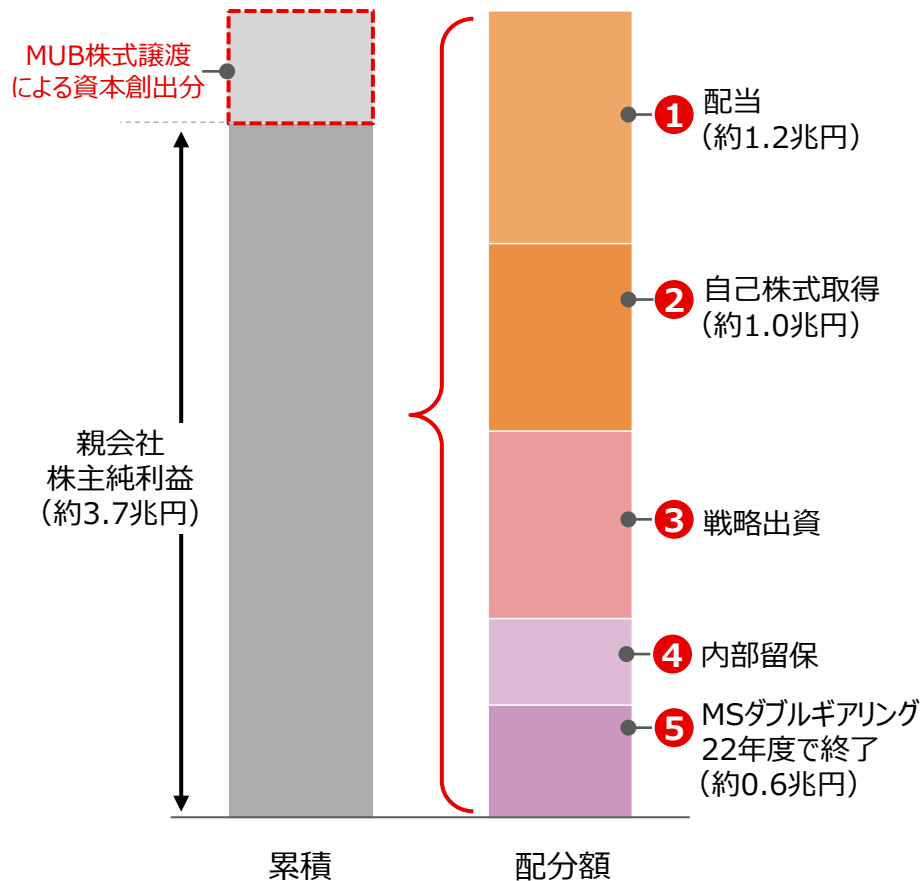 MUB株式譲渡
による資本創出分
親会社
株主純利益
(約3.7兆円)
累積
1 配当
(約1.2兆円)
2 自己株式取得
(約1.0兆円)
3 戦略出資
4 内部留保
5 MSダブルギアリング
22年度で終了
(約0.6兆円)
配分額